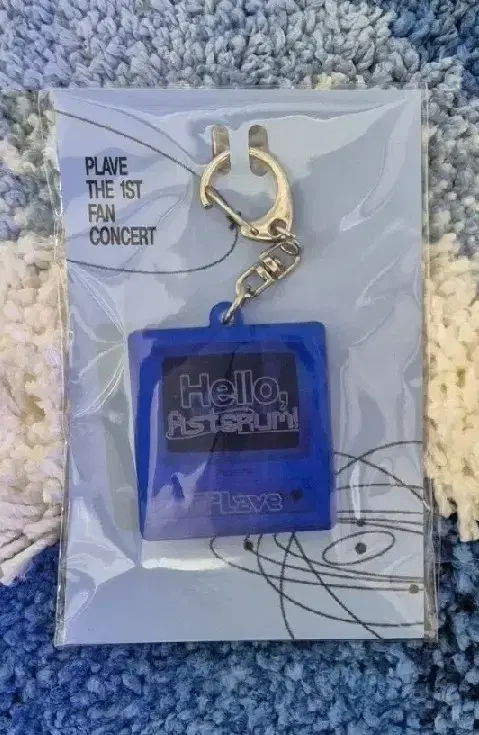 PLAVE
THE 1ST
FAN
CONCERT
Hello,
Asterum!
PLave